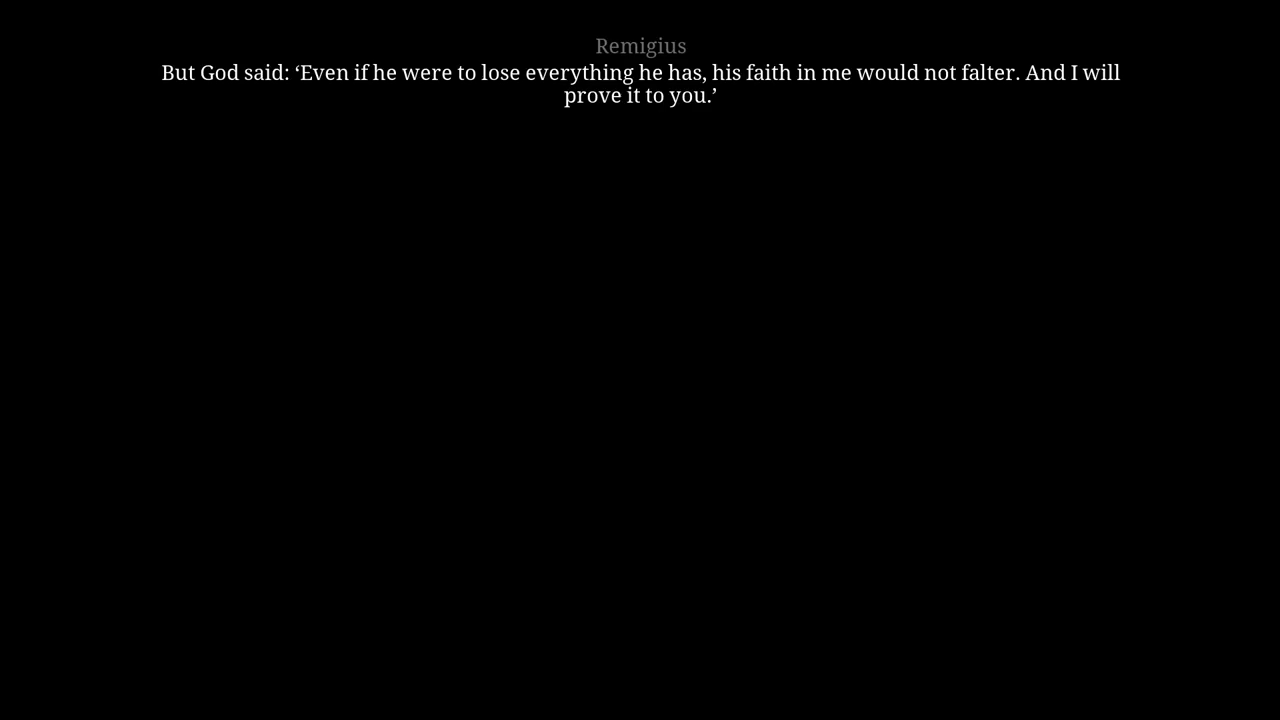 Remigius
But God said: ‘Even if he were to lose everything he has, his faith in me would not falter. And I will
prove it to you.’